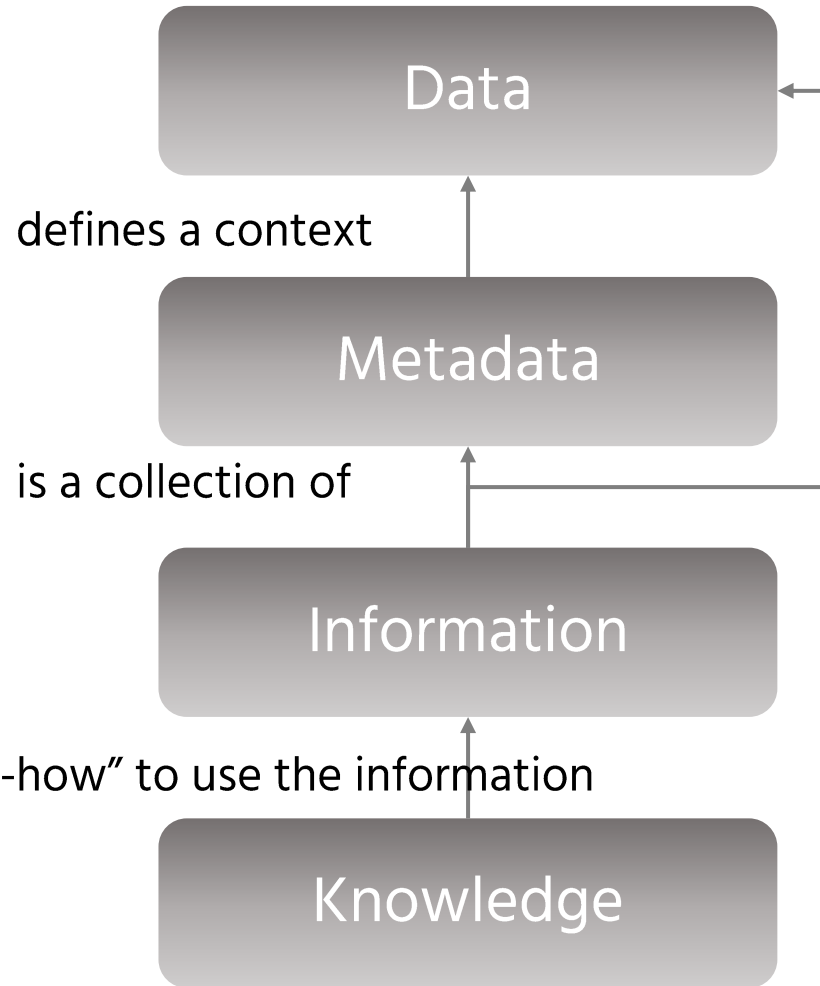 Data
defines a context
Metadata
is a collection of
Information
-how” to use the information
Knowledge